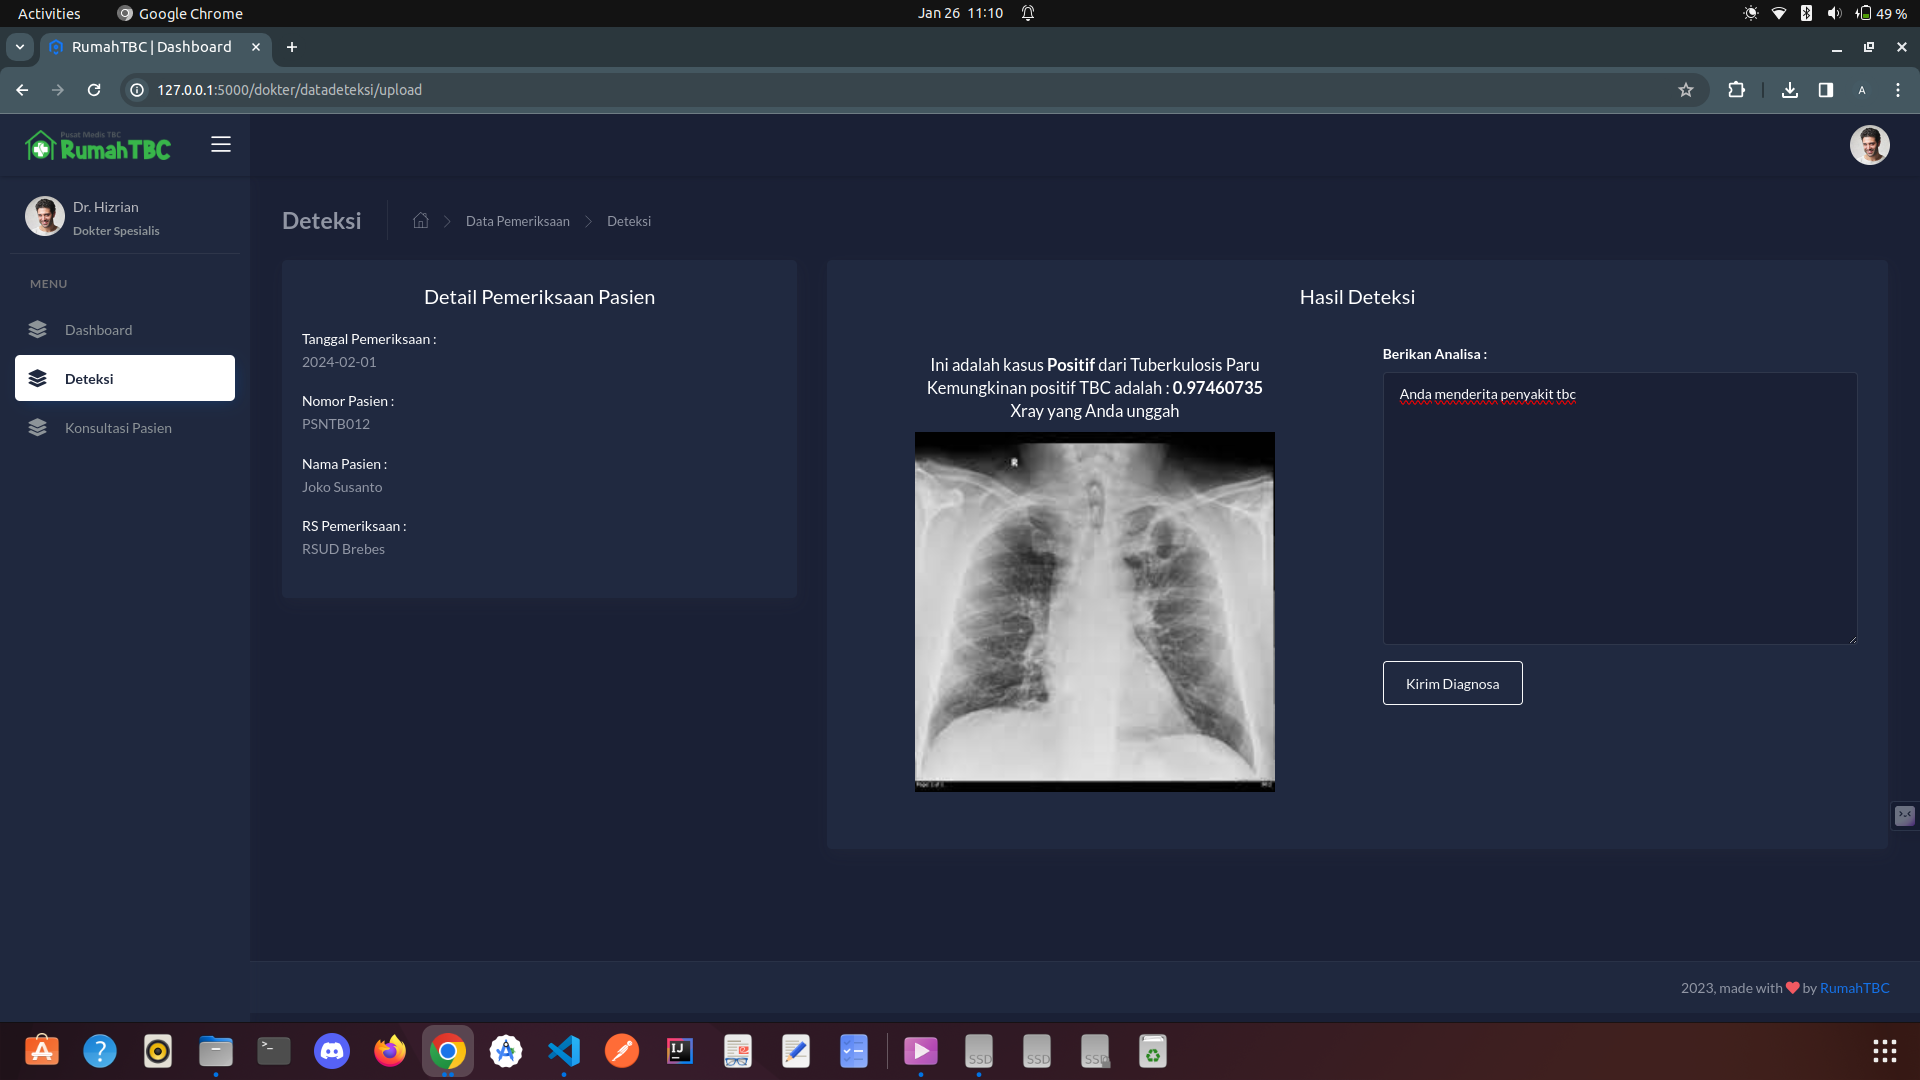 Activities
Google Chrome
Jan 26 11:10
49 %
RumahTBC | Dashboard
127.0.0.1:5000/dokter/datadeteksi/upload
A
Pusat Medis TBC
RumahTBC
Dr. Hizrian
Dokter Spesialis
MENU
Dashboard
Deteksi
Konsultasi Pasien
Deteksi
Data Pemeriksaan
Deteksi
Detail Pemeriksaan Pasien
Tanggal Pemeriksaan :
2024-02-01
Nomor Pasien :
PSNTB012
Nama Pasien :
Joko Susanto
RS Pemeriksaan :
RSUD Brebes
Hasil Deteksi
Ini adalah kasus Positif dari Tuberkulosis Paru
Kemungkinan positif TBC adalah : 0.97460735
Xray yang Anda unggah
R
Berikan Analisa :
Anda menderita penyakit tbc
Kirim Diagnosa
2023, made with by RumahTBC
IJ
SSD
SSD
SSD